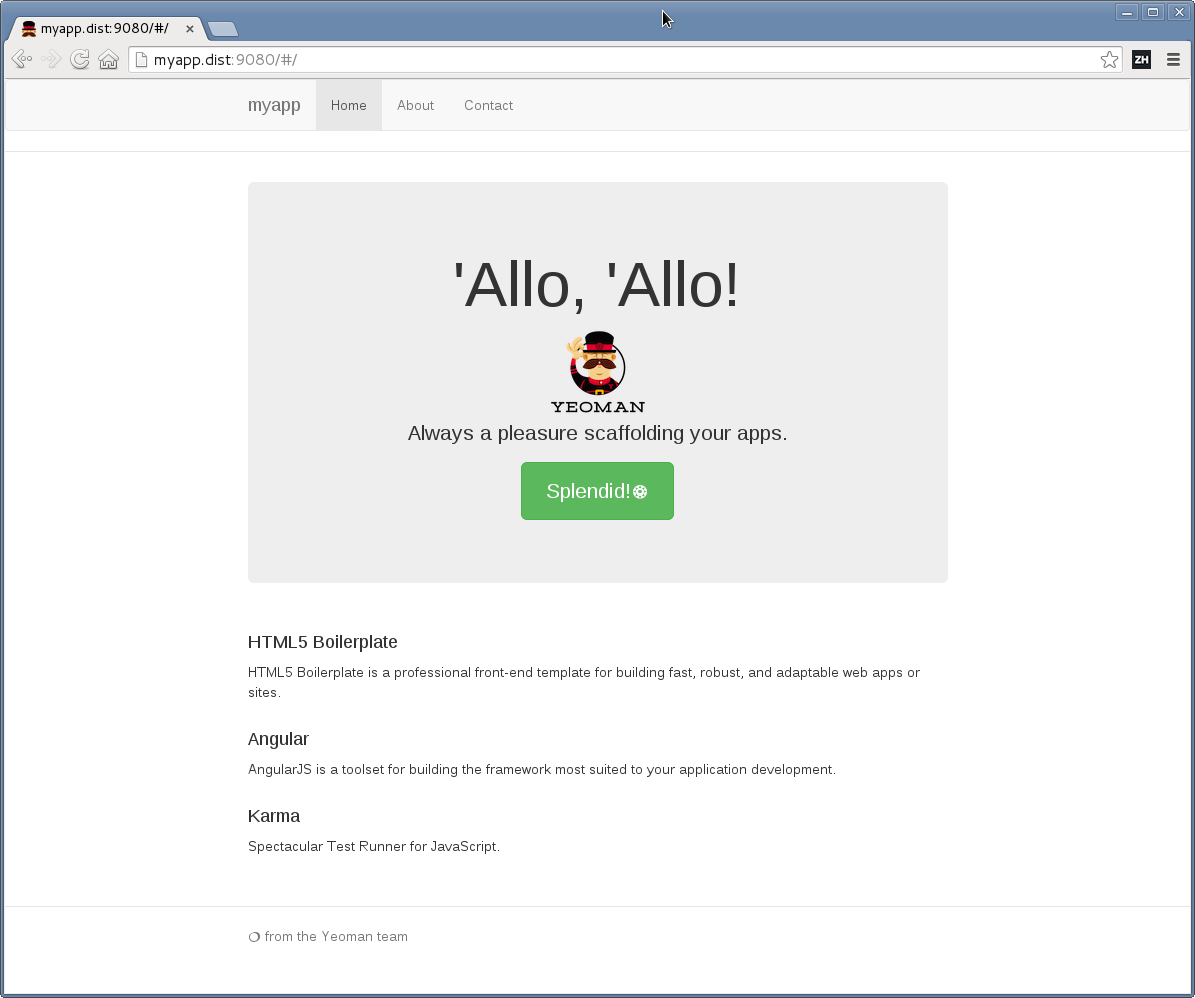 myapp.dist:9080/#/
myapp.dist:9080/#/
ZH
myapp Home About Contact
'Allo, 'Allo!
YEOMAN
Always a pleasure scaffolding your apps.
Splendid!
HTML5 Boilerplate
HTML5 Boilerplate is a professional front-end template for building fast, robust, and adaptable web apps or
sites.
Angular
AngularJS is a toolset for building the framework most suited to your application development.
Karma
Spectacular Test Runner for JavaScript.
from the Yeoman team